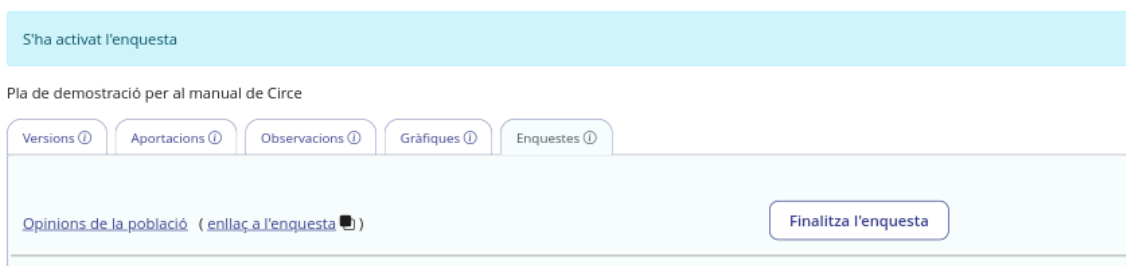 S'ha activat l'enquesta
Pla de demostració per al manual de Circe
Versions Aportacions Observacions Gràfiques Enquestes
Opinions de la població ( enllaç a l'enquesta ) Finalitza l'enquesta